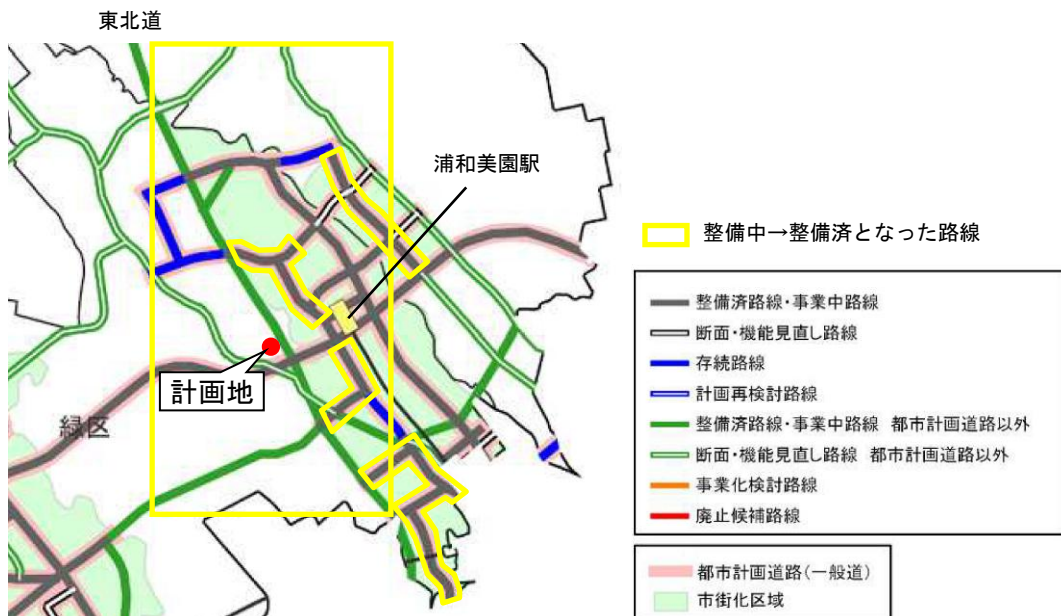 東北道
浦和美園駅
計画地
緑区
整備中→整備済となった路線
整備済路線・事業中路線
断面・機能見直し路線
存続路線
計画再検討路線
整備済路線・事業中路線 都市計画道路以外
断面・機能見直し路線 都市計画道路以外
事業化検討路線
廃止候補路線
都市計画道路(一般道)
市街化区域